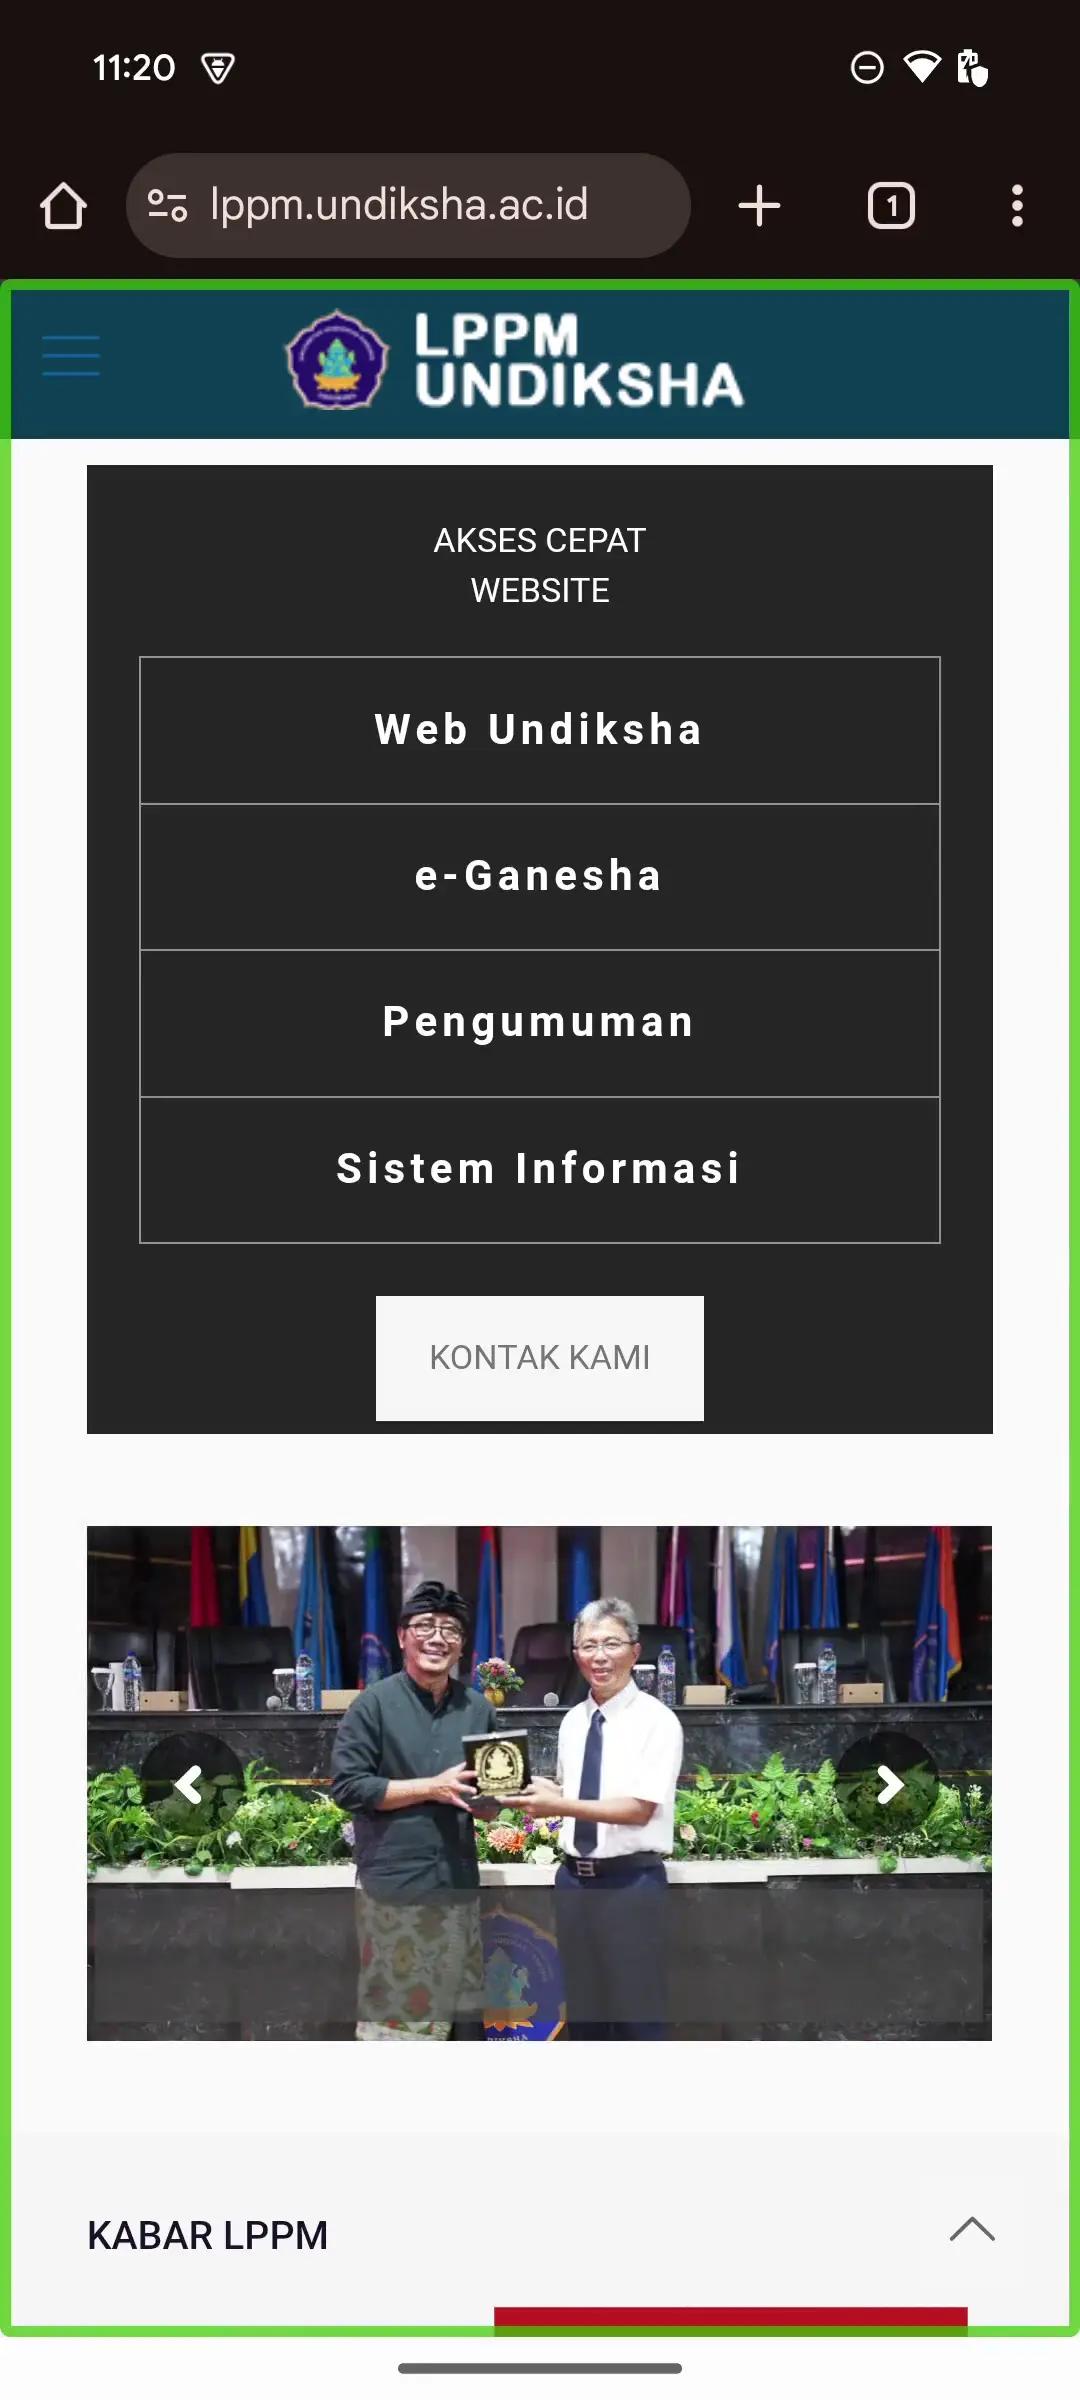 11:20
lppm.undiksha.ac.id
1
LPPM
UNDIKSHA
AKSES CEPAT
WEBSITE
Web Undiksha
e-Ganesha
Pengumuman
Sistem Informasi
KONTAK KAMI
KABAR LPPM